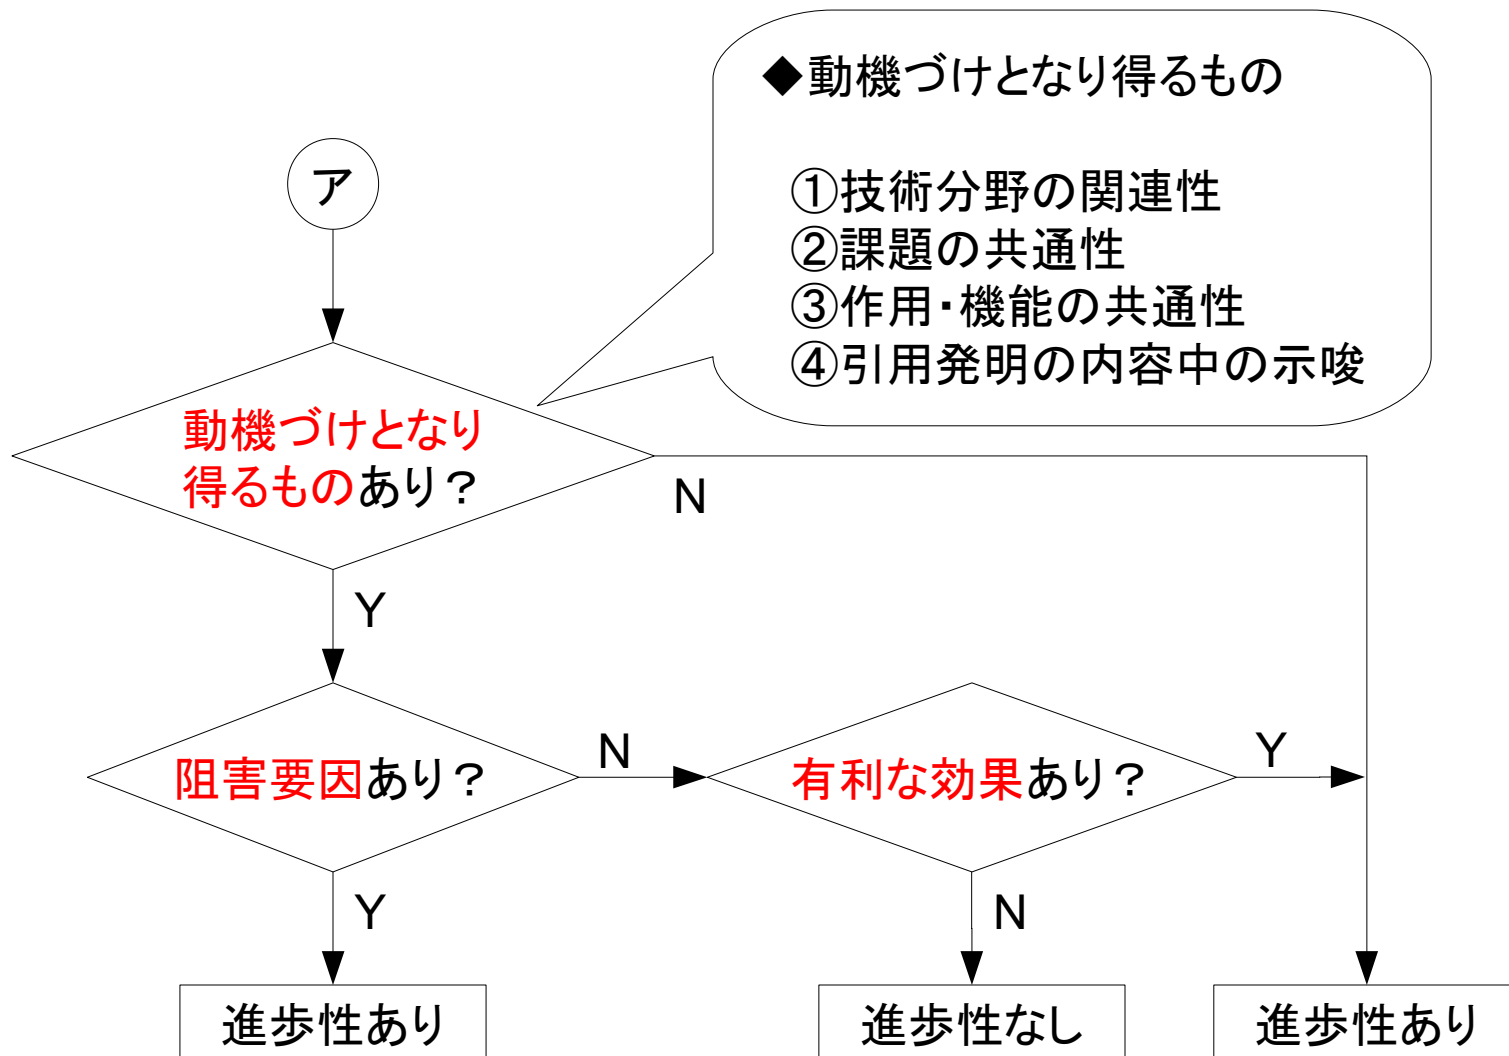 ◆動機づけとなり得るもの
①技術分野の関連性
②課題の共通性
③作用・機能の共通性
④引用発明の内容中の示唆
ア
動機づけとなり
得るものあり？
N
Y
阻害要因あり？
N
有利な効果あり？
Y
Y
N
進歩性あり
進歩性なし
進歩性あり